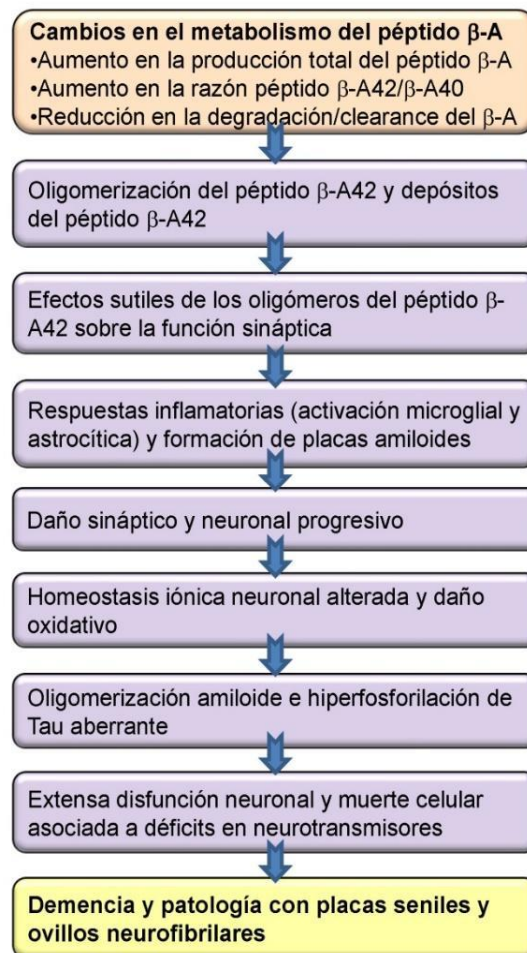 Cambios en el metabolismo del péptido β-A
•Aumento en la producción total del péptido β-A
•Aumento en la razón péptido β-A42/β-A40
•Reducción en la degradación/clearance del β-A
Oligomerización del péptido β-A42 y depósitos
del péptido β-A42
Efectos sutiles de los oligómeros del péptido β-
A42 sobre la función sináptica
Respuestas inflamatorias (activación microglial y
astrocítica) y formación de placas amiloides
Daño sináptico y neuronal progresivo
Homeostasis iónica neuronal alterada y daño
oxidativo
Oligomerización amiloide e hiperfosforilación de
Tau aberrante
Extensa disfunción neuronal y muerte celular
asociada a déficits en neurotransmisores
Demencia y patología con placas seniles y
ovillos neurofibrilares